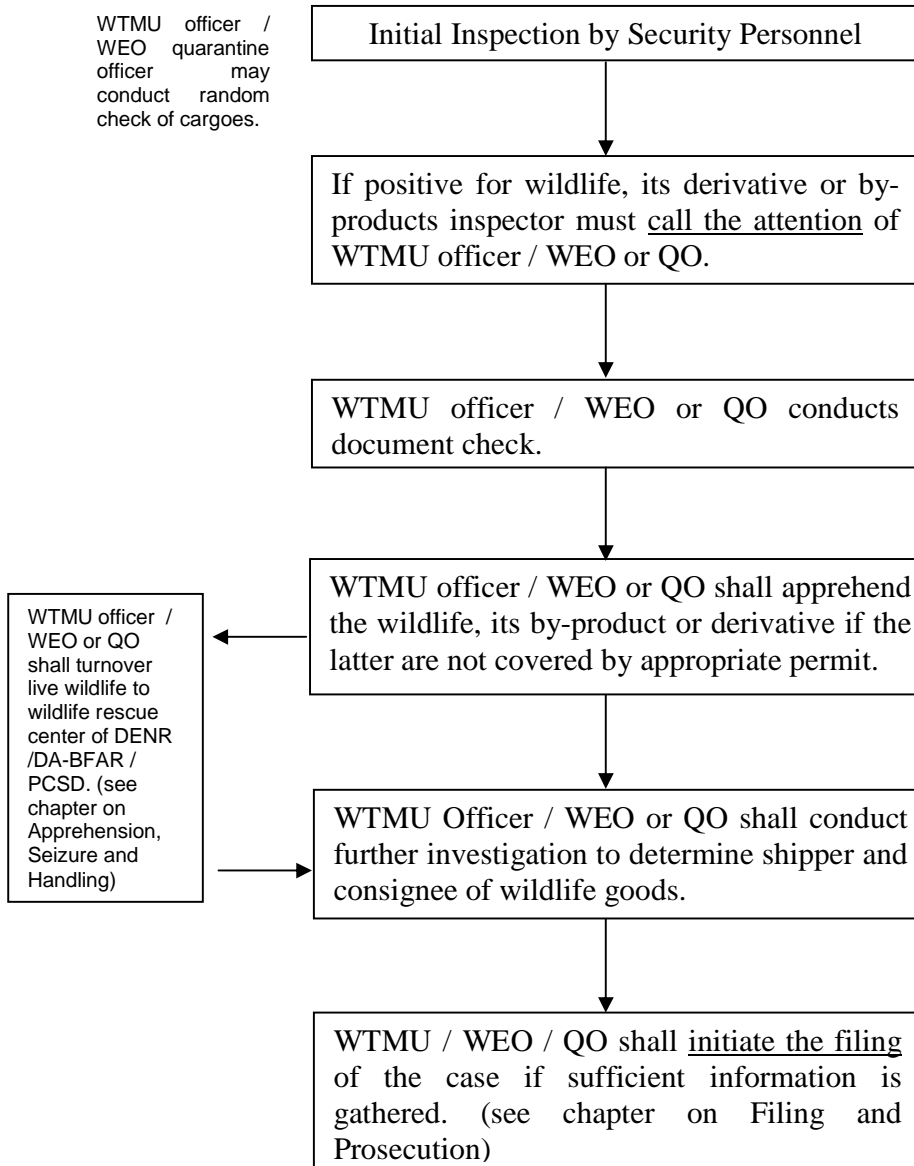 WTMU officer /
WEO quarantine
officer may
conduct random
check of cargoes.
Initial Inspection by Security Personnel
If positive for wildlife, its derivative or by-
products inspector must call the attention of
WTMU officer / WEO or QO.
WTMU officer / WEO or QO conducts
document check.
WTMU officer / WEO or QO shall apprehend
the wildlife, its by-product or derivative if the
latter are not covered by appropriate permit.
WTMU officer /
WEO or QO
shall turnover
live wildlife to
wildlife rescue
center of DENR
/DA-BFAR /
PCSD. (see
chapter on
Apprehension,
Seizure and
Handling)
WTMU Officer / WEO or QO shall conduct
further investigation to determine shipper and
consignee of wildlife goods.
WTMU / WEO / QO shall initiate the filing
of the case if sufficient information is
gathered. (see chapter on Filing and
Prosecution)